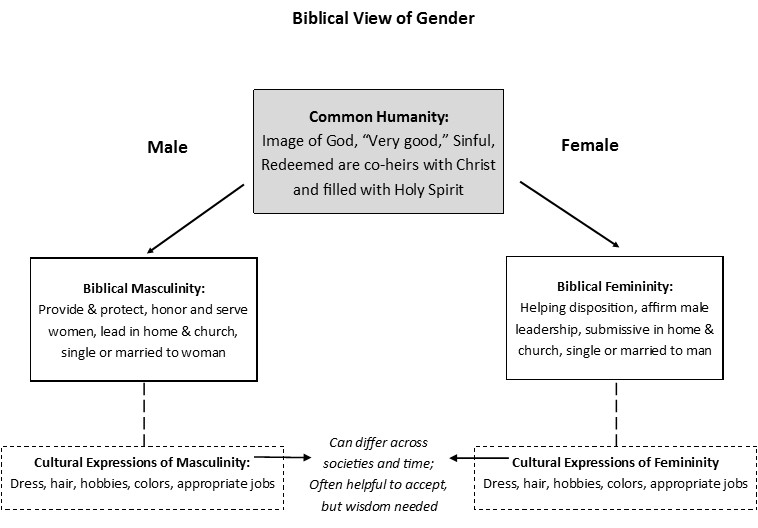 Biblical View of Gender
Common Humanity:
Image of God, “Very good,” Sinful,
Redeemed are co-heirs with Christ
and filled with Holy Spirit
Male
Female
Biblical Masculinity:
Provide & protect, honor and serve
women, lead in home & church,
single or married to woman
Biblical Femininity:
Helping disposition, affirm male
leadership, submissive in home &
church, single or married to man
Cultural Expressions of Masculinity:
Dress, hair, hobbies, colors, appropriate jobs
Can differ across
societies and time;
Often helpful to accept,
but wisdom needed
Cultural Expressions of Femininity
Dress, hair, hobbies, colors, appropriate jobs